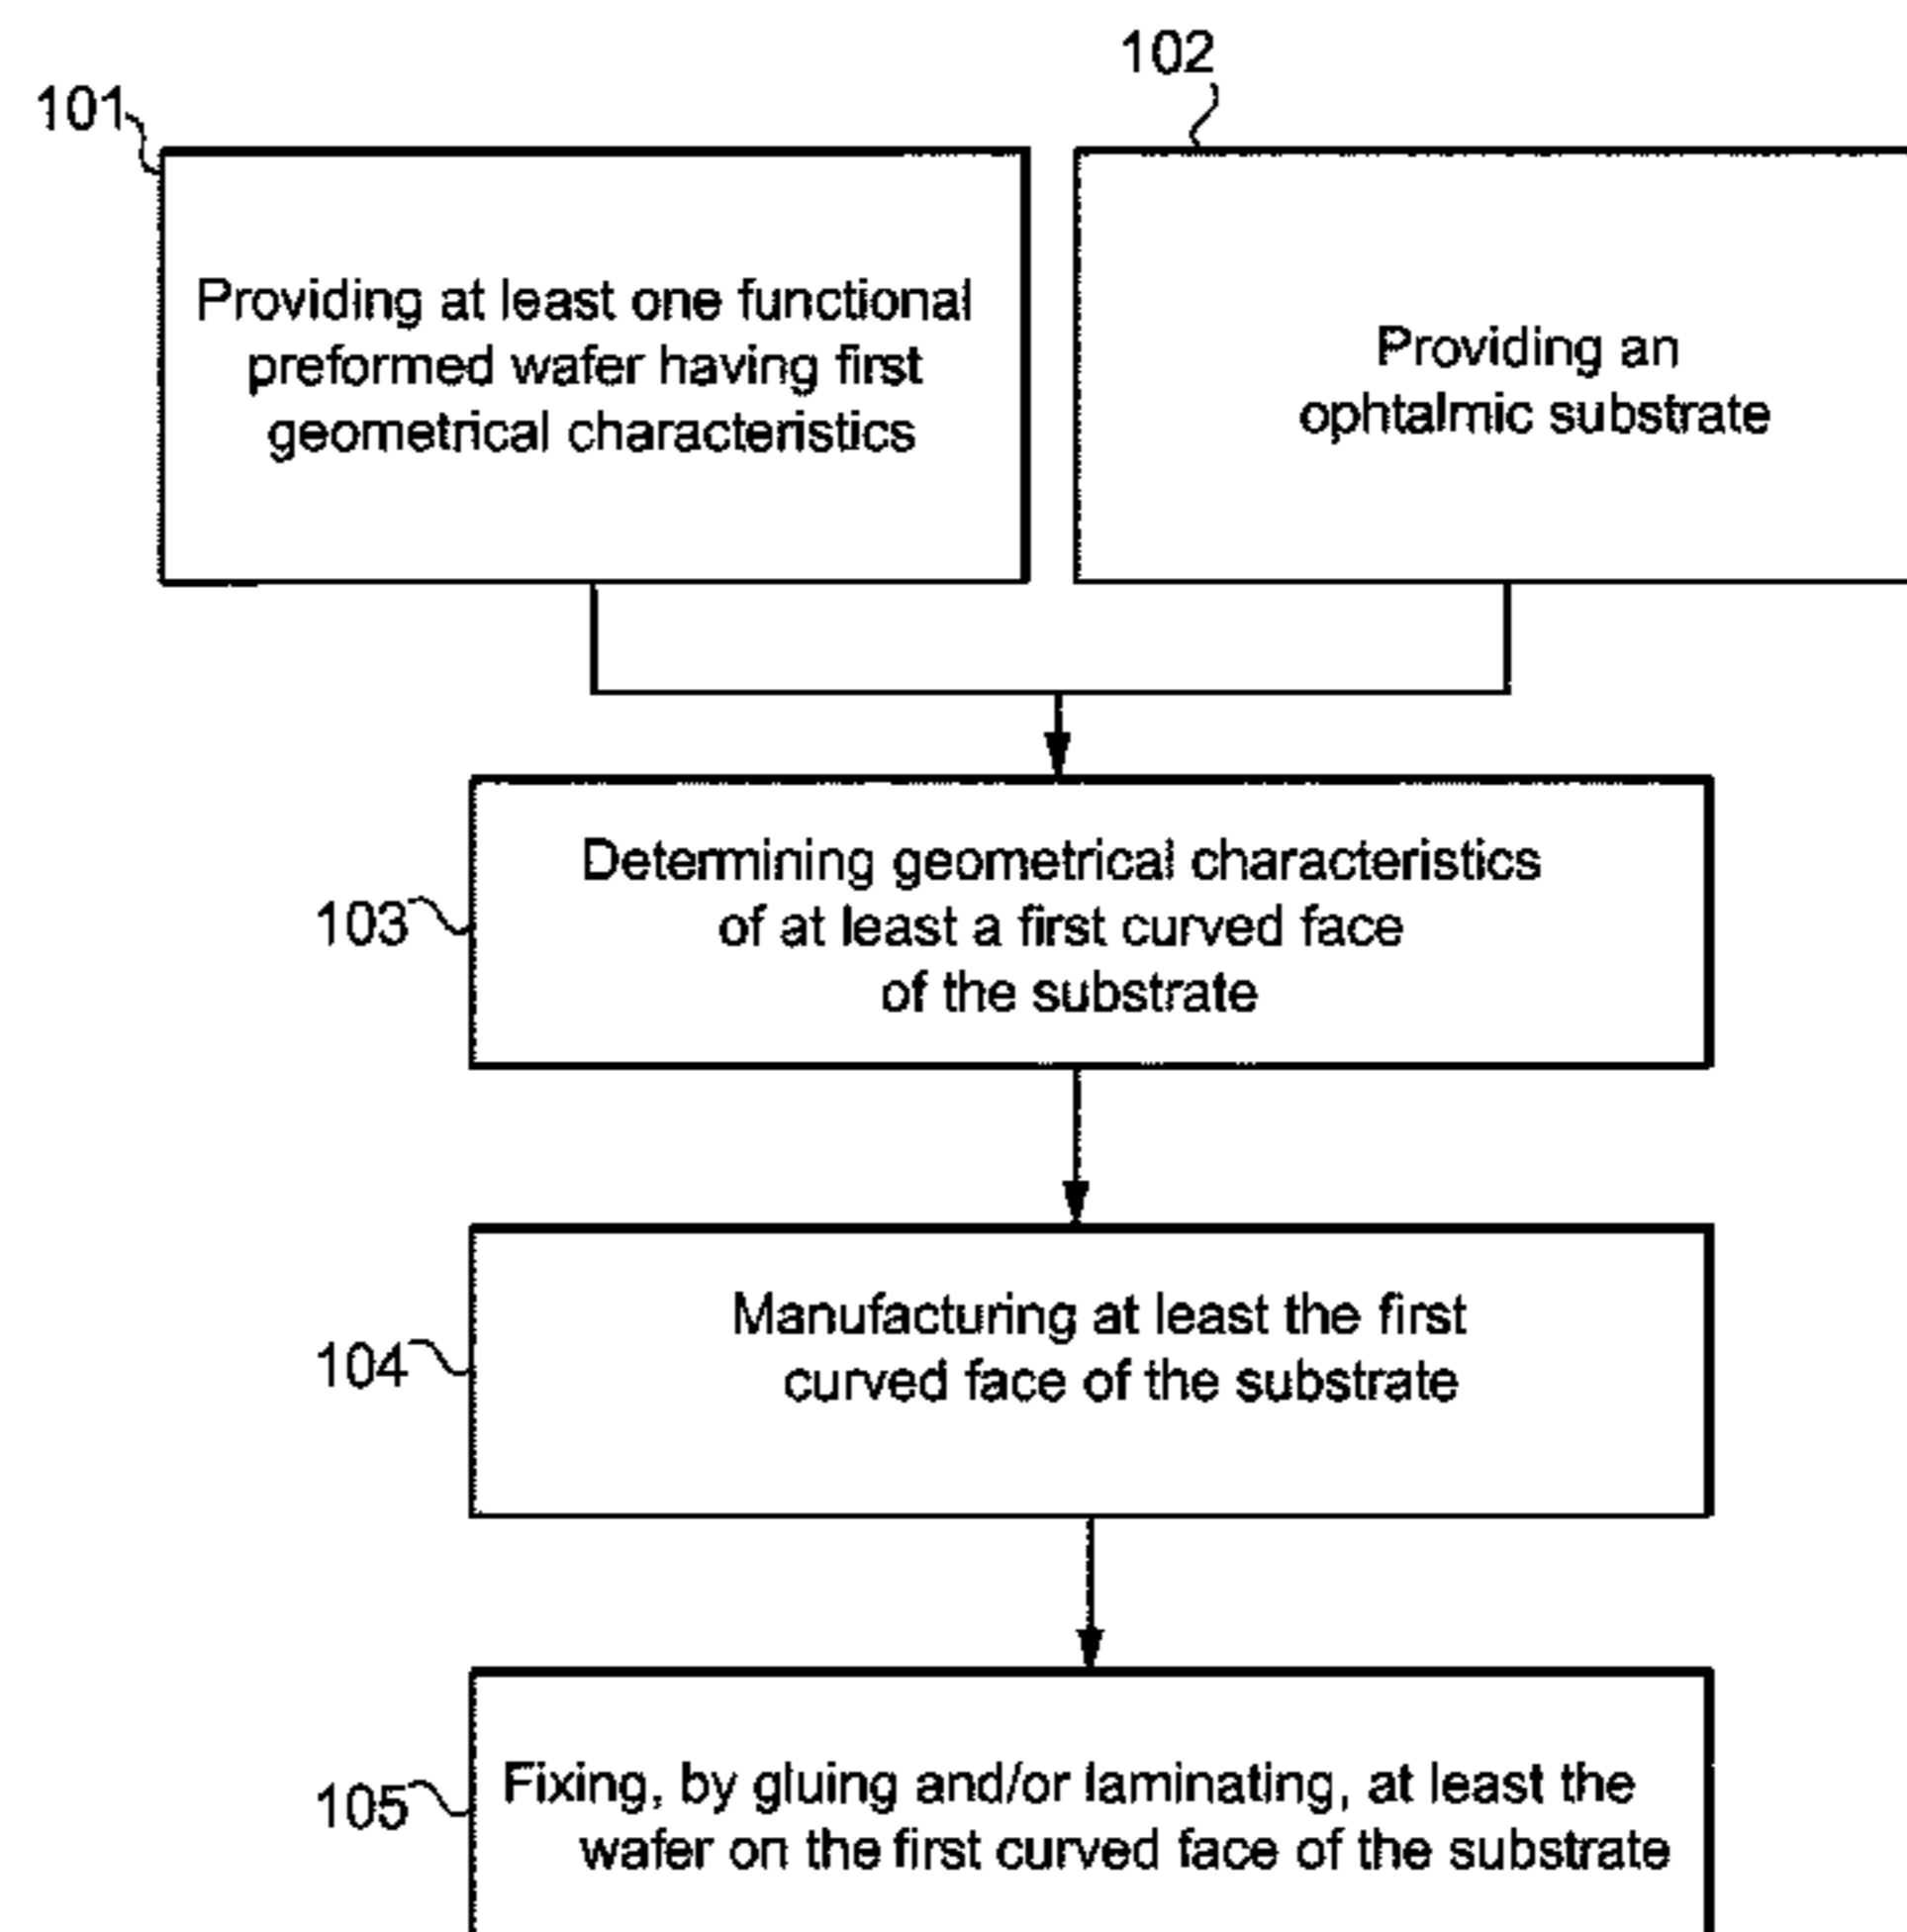 102
101
Providing at least one functional
preformed wafer having first
geometrical characteristics
Providing an
ophtalmic substrate
Determining geometrical characteristics
of at least a first curved face
of the substrate
103
Manufacturing at least the first
curved face of the substrate
104
Fixing, by gluing and/or laminating, at least the
wafer on the first curved face of the substrate
105